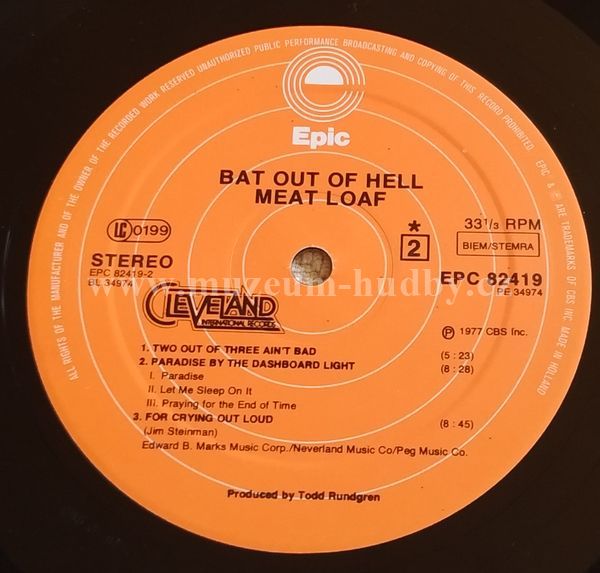 ALL RIGHTS OF THE MANUFACTURER AND OF THE OWNER OF THE RECORDED WORK RESERVED UNAUTHORIZED PUBLIC PERFORMANCE BROADCASTING AND COPYING OF THIS RECORD PROHIBITED EPIC & ℗ ARE TRADEMARKS OF CBS INC. MADE IN HOLLAND
Epic
BAT OUT OF HELL
MEAT LOAF
LC 0199
STEREO
EPC 82419-2
BL 34974
*
2
33 1/3 RPM
BIEM/STEMRA
EPC 82419
PE 34974
www.muzeum-hudby.cz
CLEVELAND
INTERNATIONAL RECORDS
℗ 1977 CBS Inc.
1. TWO OUT OF THREE AIN'T BAD (5 : 23)
2. PARADISE BY THE DASHBOARD LIGHT (8 : 28)
I. Paradise
II. Let Me Sleep On It
III. Praying for the End of Time
3. FOR CRYING OUT LOUD (8 : 45)
(Jim Steinman)
Edward B. Marks Music Corp./Neverland Music Co/Peg Music Co.
Produced by Todd Rundgren